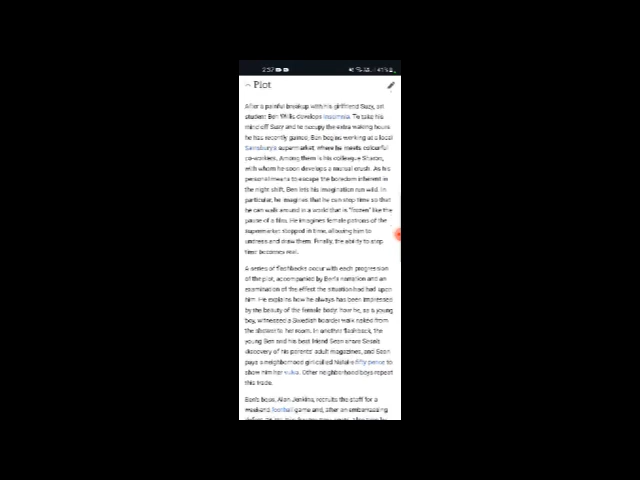 2:57
Plot
After a painful breakup with his girlfriend Suzy, art
student Ben Willis develops insomnia. To take his
mind off Suzy and to occupy the extra waking hours
he has recently gained, Ben begins working at a local
Sainsbury's supermarket, where he meets colourful
co-workers. Among them is his colleague Sharon,
with whom he soon develops a mutual crush. As his
personal means to escape the boredom inherent in
the night shift, Ben lets his imagination run wild. In
particular, he imagines that he can stop time so that
he can walk around in a world that is "frozen" like the
pause of a film. He imagines female patrons of the
supermarket stopped in time, allowing him to
undress and draw them. Finally, the ability to stop
time becomes real.
A series of flashbacks occur with each progression
of the plot, accompanied by Ben's narration and an
examination of the effect the situation had had upon
him. He explains how he always has been impressed
by the beauty of the female body: how he, as a young
boy, witnessed a Swedish boarder walk naked from
the shower to her room. In another flashback, the
young Ben and his best friend Sean share Sean's
discovery of his parents' adult magazines, and Sean
pays a neighborhood girl called Natalie fifty pence to
show him her vulva. Other neighborhood boys repeat
this trade.
Ben's boss, Alan Jenkins, recruits the staff for a
weekend football game and, after an embarrassing